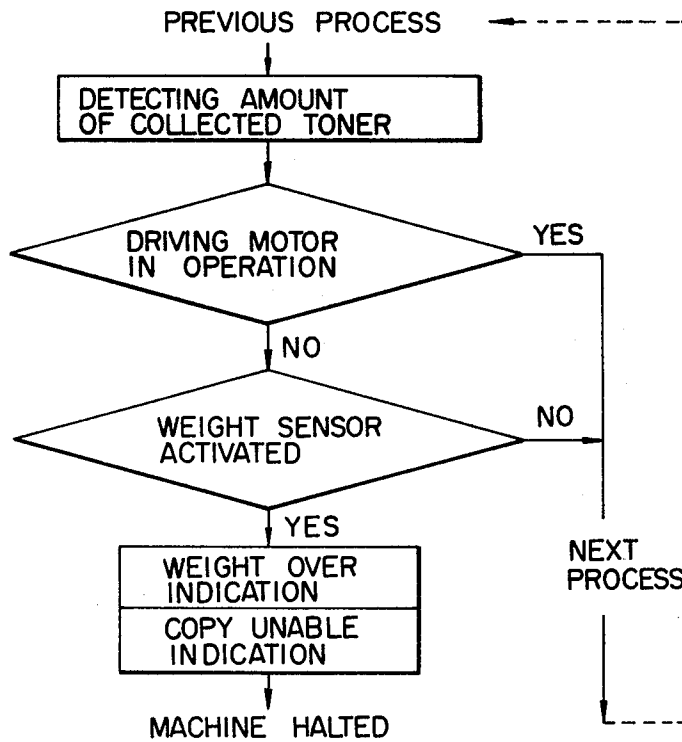 PREVIOUS PROCESS
DETECTING AMOUNT
OF COLLECTED TONER
DRIVING MOTOR
IN OPERATION
YES
NO
WEIGHT SENSOR
ACTIVATED
NO
YES
WEIGHT OVER
INDICATION
COPY UNABLE
INDICATION
NEXT
PROCESS
MACHINE HALTED